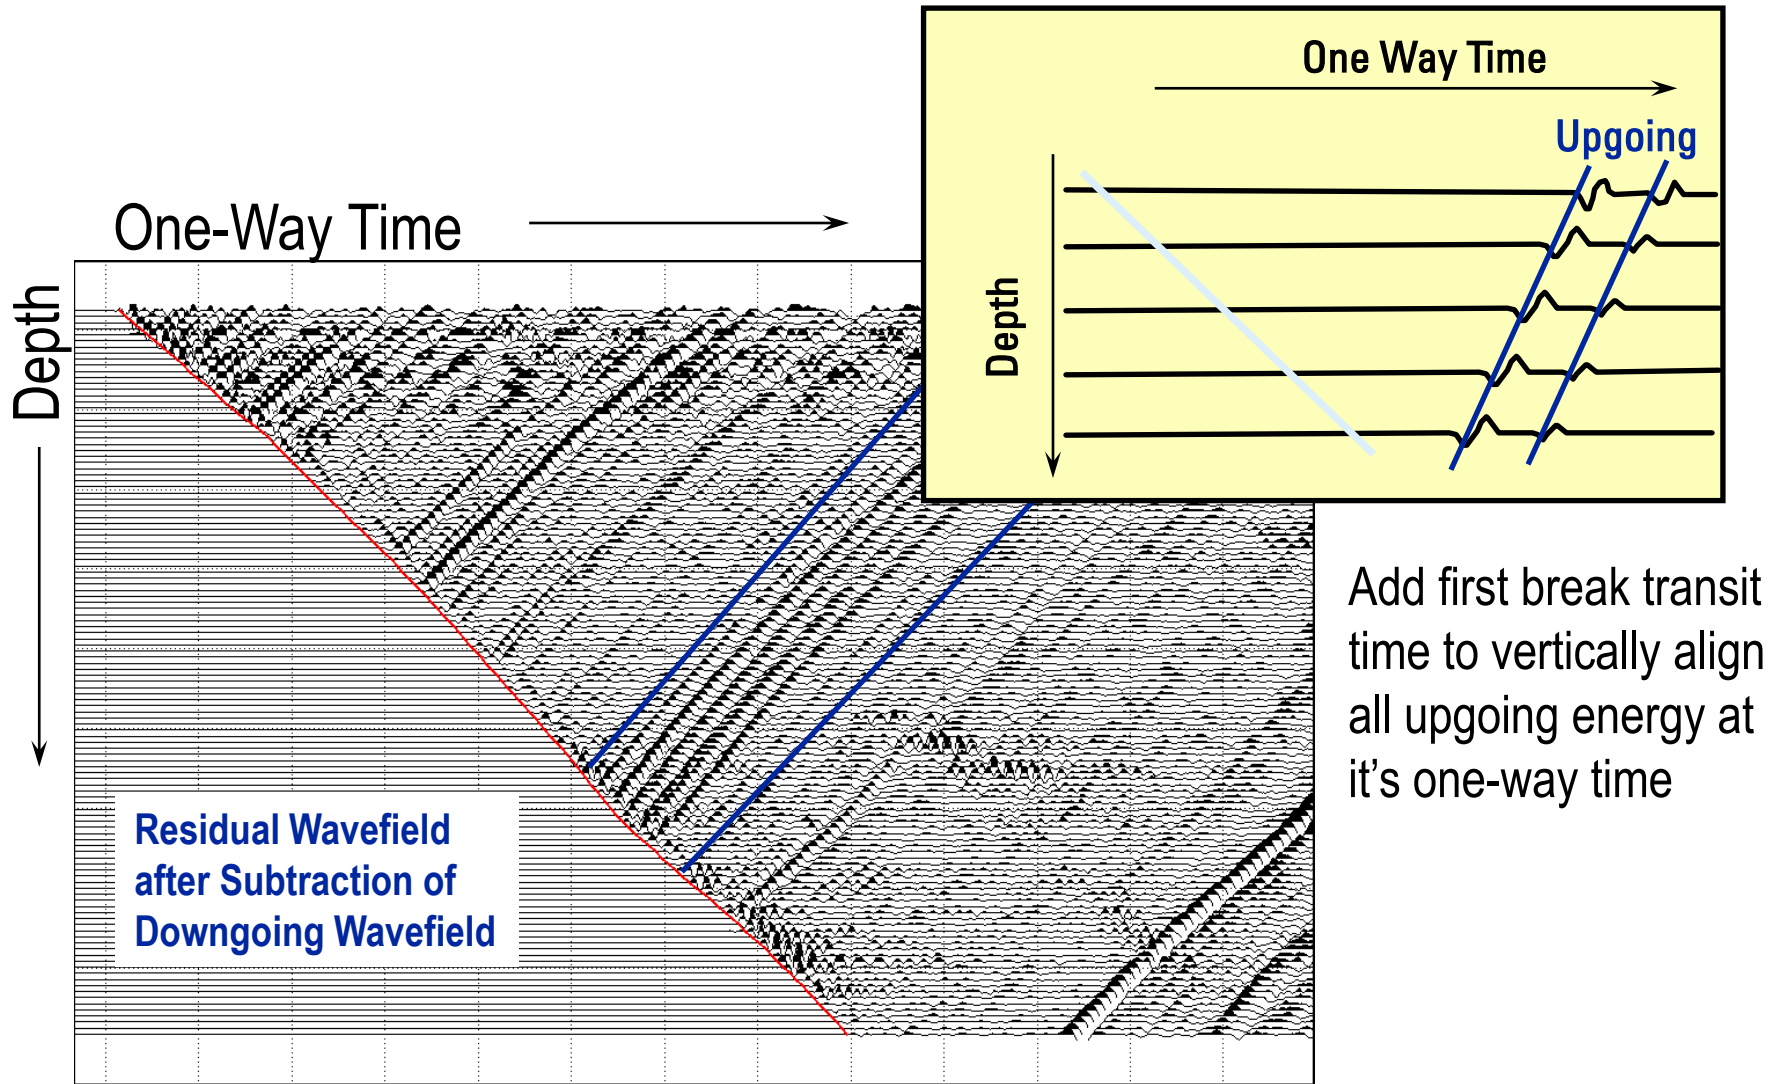 One Way Time
Upgoing
Depth
One-Way Time
Depth
Add first break transit
time to vertically align
all upgoing energy at
it’s one-way time
Residual Wavefield
after Subtraction of
Downgoing Wavefield